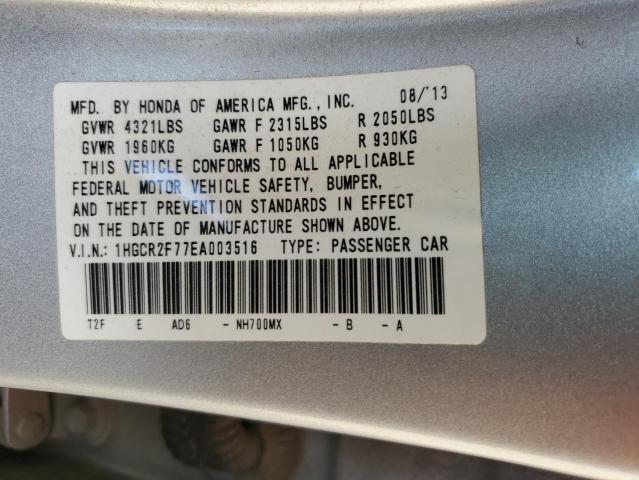 MFD. BY HONDA OF AMERICA MFG., INC. 08/'13
GVWR 4321LBS GAWR F 2315LBS R 2050LBS
GVWR 1960KG GAWR F 1050KG R 930KG
THIS VEHICLE CONFORMS TO ALL APPLICABLE
FEDERAL MOTOR VEHICLE SAFETY, BUMPER,
AND THEFT PREVENTION STANDARDS IN EFFECT
ON THE DATE OF MANUFACTURE SHOWN ABOVE.
V.I.N.: 1HGCR2F77EA003516 TYPE: PASSENGER CAR
T2F E AD6 - NH700MX - B - A